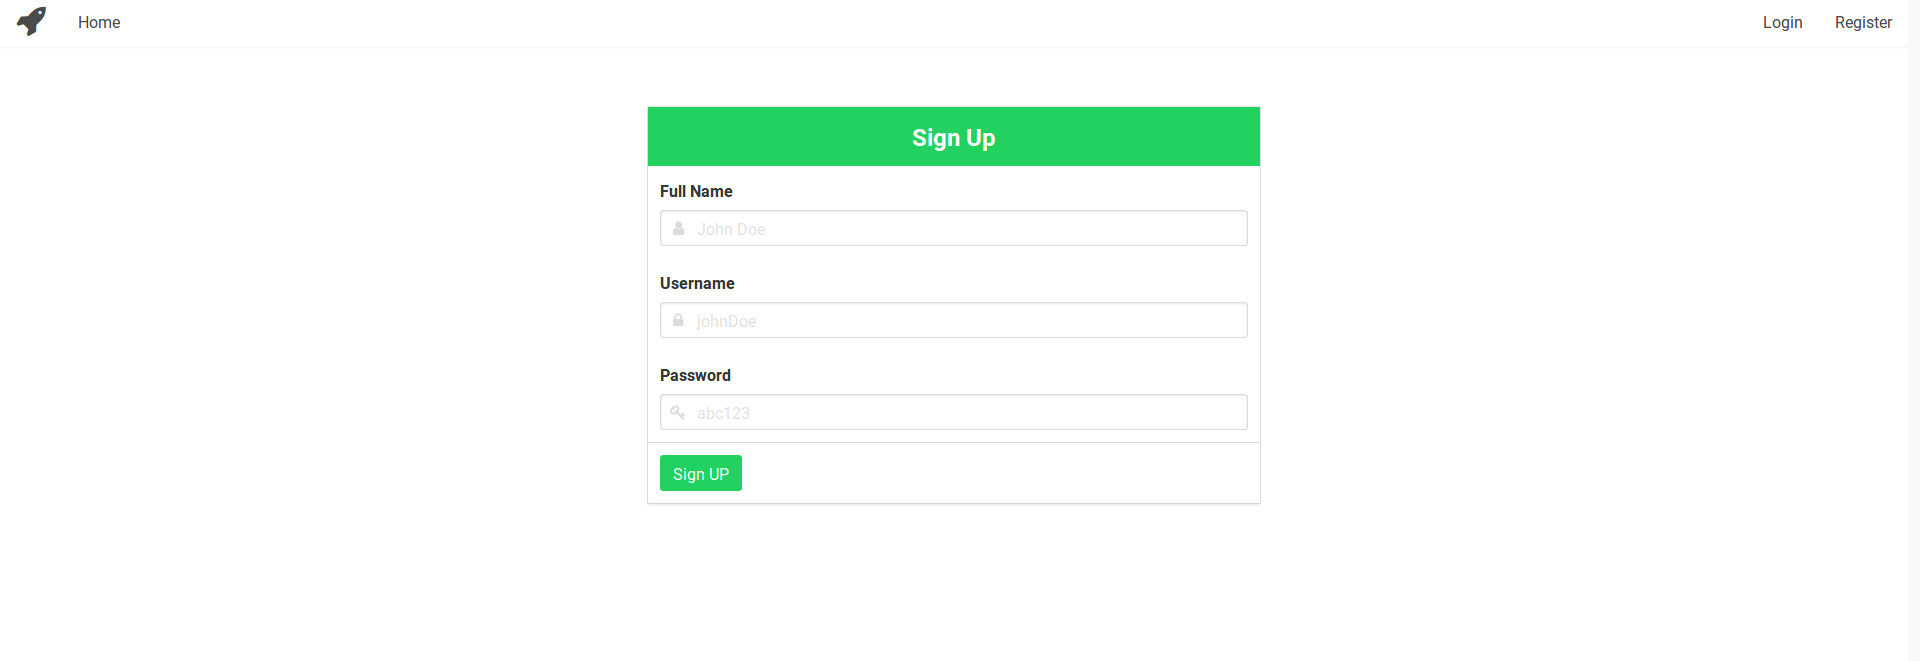 Home
Login
Register
Sign Up
Full Name
John Doe
Username
johnDoe
Password
abc123
Sign UP